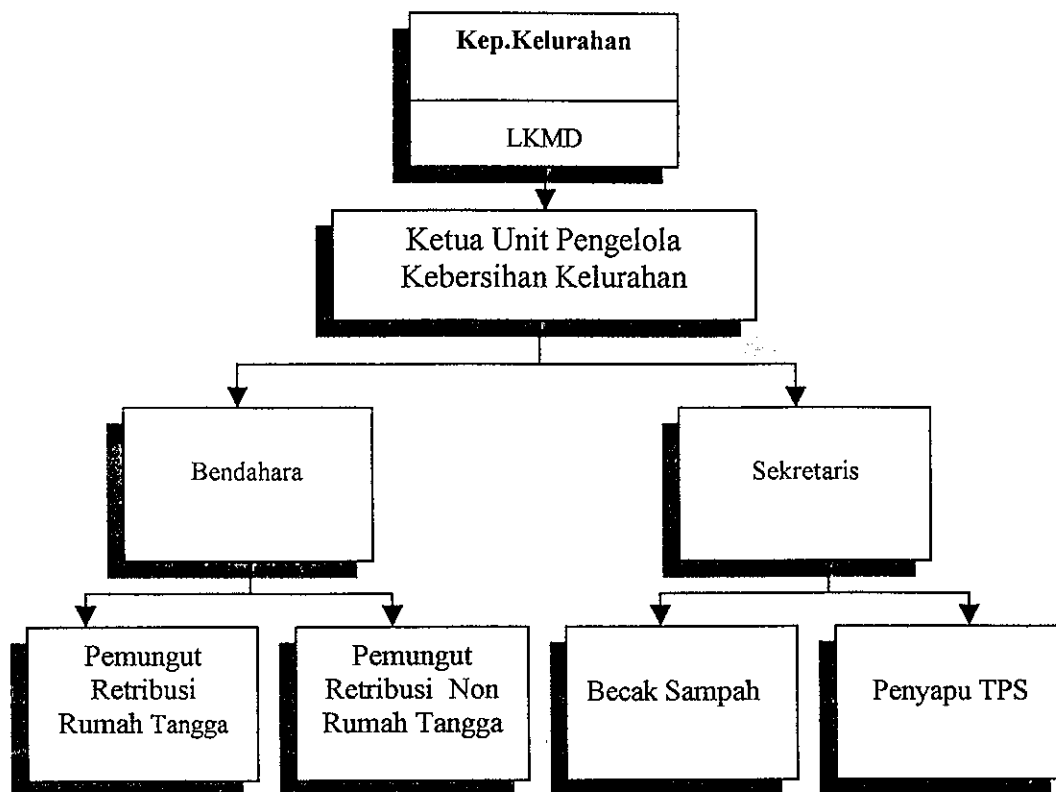 Kep.Kelurahan
LKMD
Ketua Unit Pengelola
Kebersihan Kelurahan
Bendahara
Sekretaris
Pemungut
Retribusi
Rumah Tangga
Pemungut
Retribusi Non
Rumah Tangga
Becak Sampah
Penyapu TPS